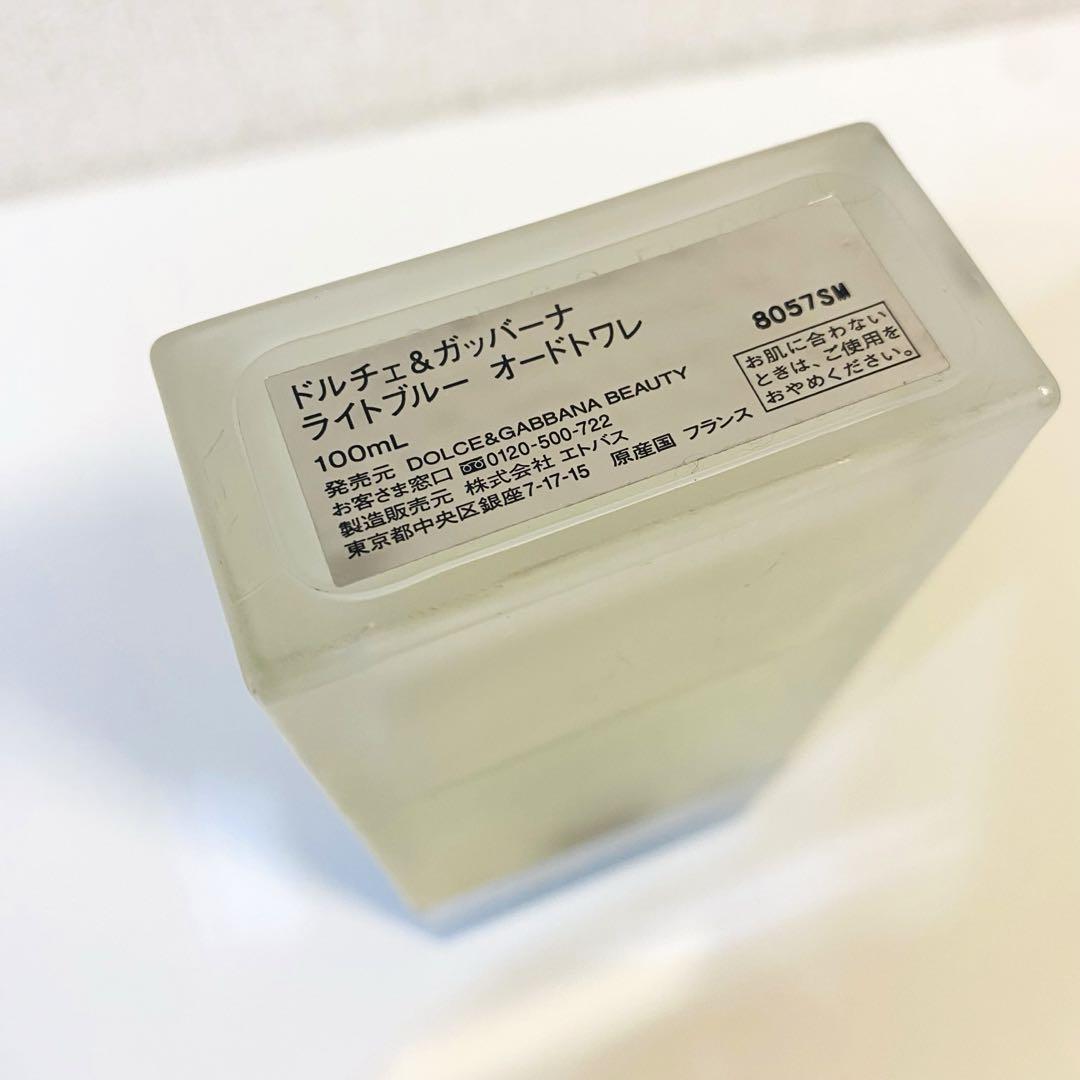 ドルチェ&ガッバーナ
ライトブルー オードトワレ
100mL
発売元 DOLCE&GABBANA BEAUTY
お客さま窓口 0120-500-722
製造販売元 株式会社 エトバス
東京都中央区銀座7-17-15 原産国 フランス
8057SM
お肌に合わない
ときは、ご使用を
おやめください。